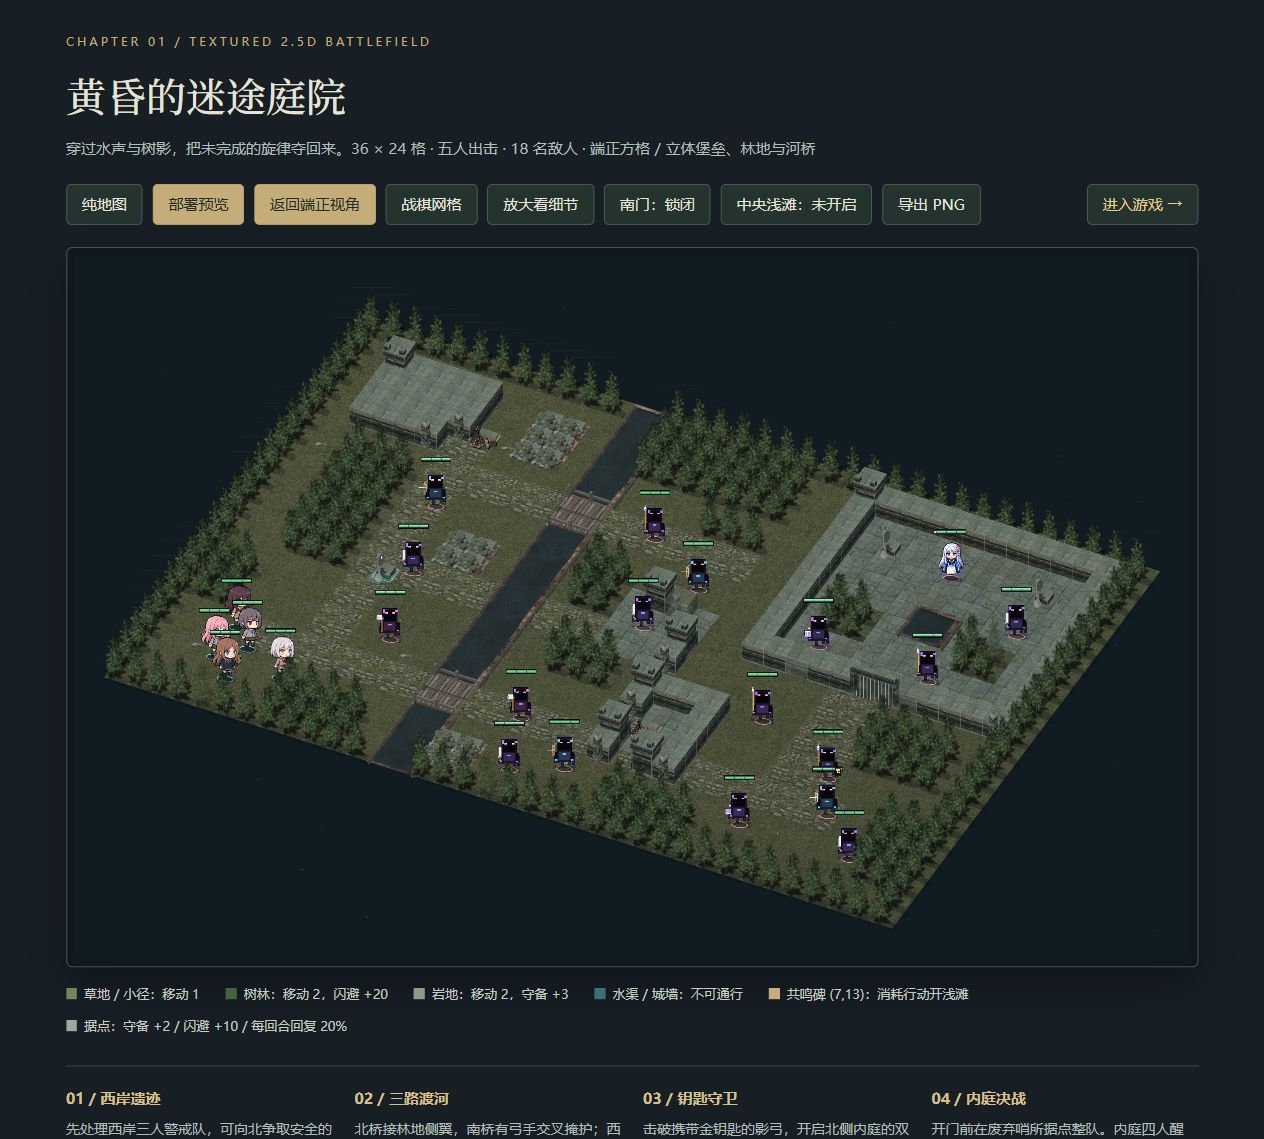 CHAPTER 01 / TEXTURED 2.5D BATTLEFIELD
黄昏的迷途庭院
穿过水声与树影，把未完成的旋律夺回来。36 × 24 格 · 五人出击 · 18 名敌人 · 端正方格 / 立体堡垒、林地与河桥
纯地图 部署预览 返回端正视角 战棋网格 放大看细节 南门：锁闭 中央浅滩：未开启 导出 PNG 进入游戏 →
草地 / 小径：移动 1 树林：移动 2，闪避 +20 岩地：移动 2，守备 +3 水渠 / 城墙：不可通行 共鸣碑 (7,13)：消耗行动开浅滩
据点：守备 +2 / 闪避 +10 / 每回合回复 20%
01 / 西岸遗迹 02 / 三路渡河 03 / 钥匙守卫 04 / 内庭决战
先处理西岸三人警戒队，可向北争取安全的 北桥接林地侧翼，南桥有弓手交叉掩护；西 击破携带金钥匙的影弓，开启北侧内庭的双 开门前在废弃哨所据点整队。内庭四人醒